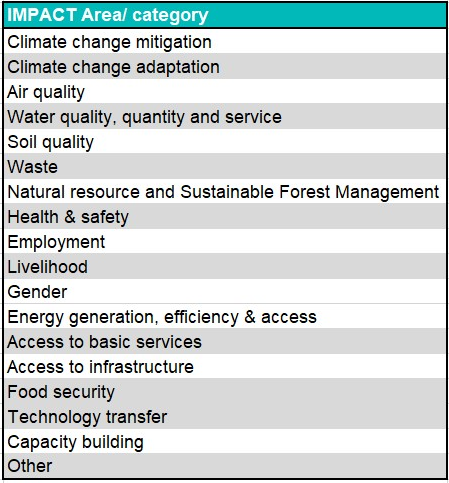 IMPACT Area/ category
Climate change mitigation
Climate change adaptation
Air quality
Water quality, quantity and service
Soil quality
Waste
Natural resource and Sustainable Forest Management
Health & safety
Employment
Livelihood
Gender
Energy generation, efficiency & access
Access to basic services
Access to infrastructure
Food security
Technology transfer
Capacity building
Other